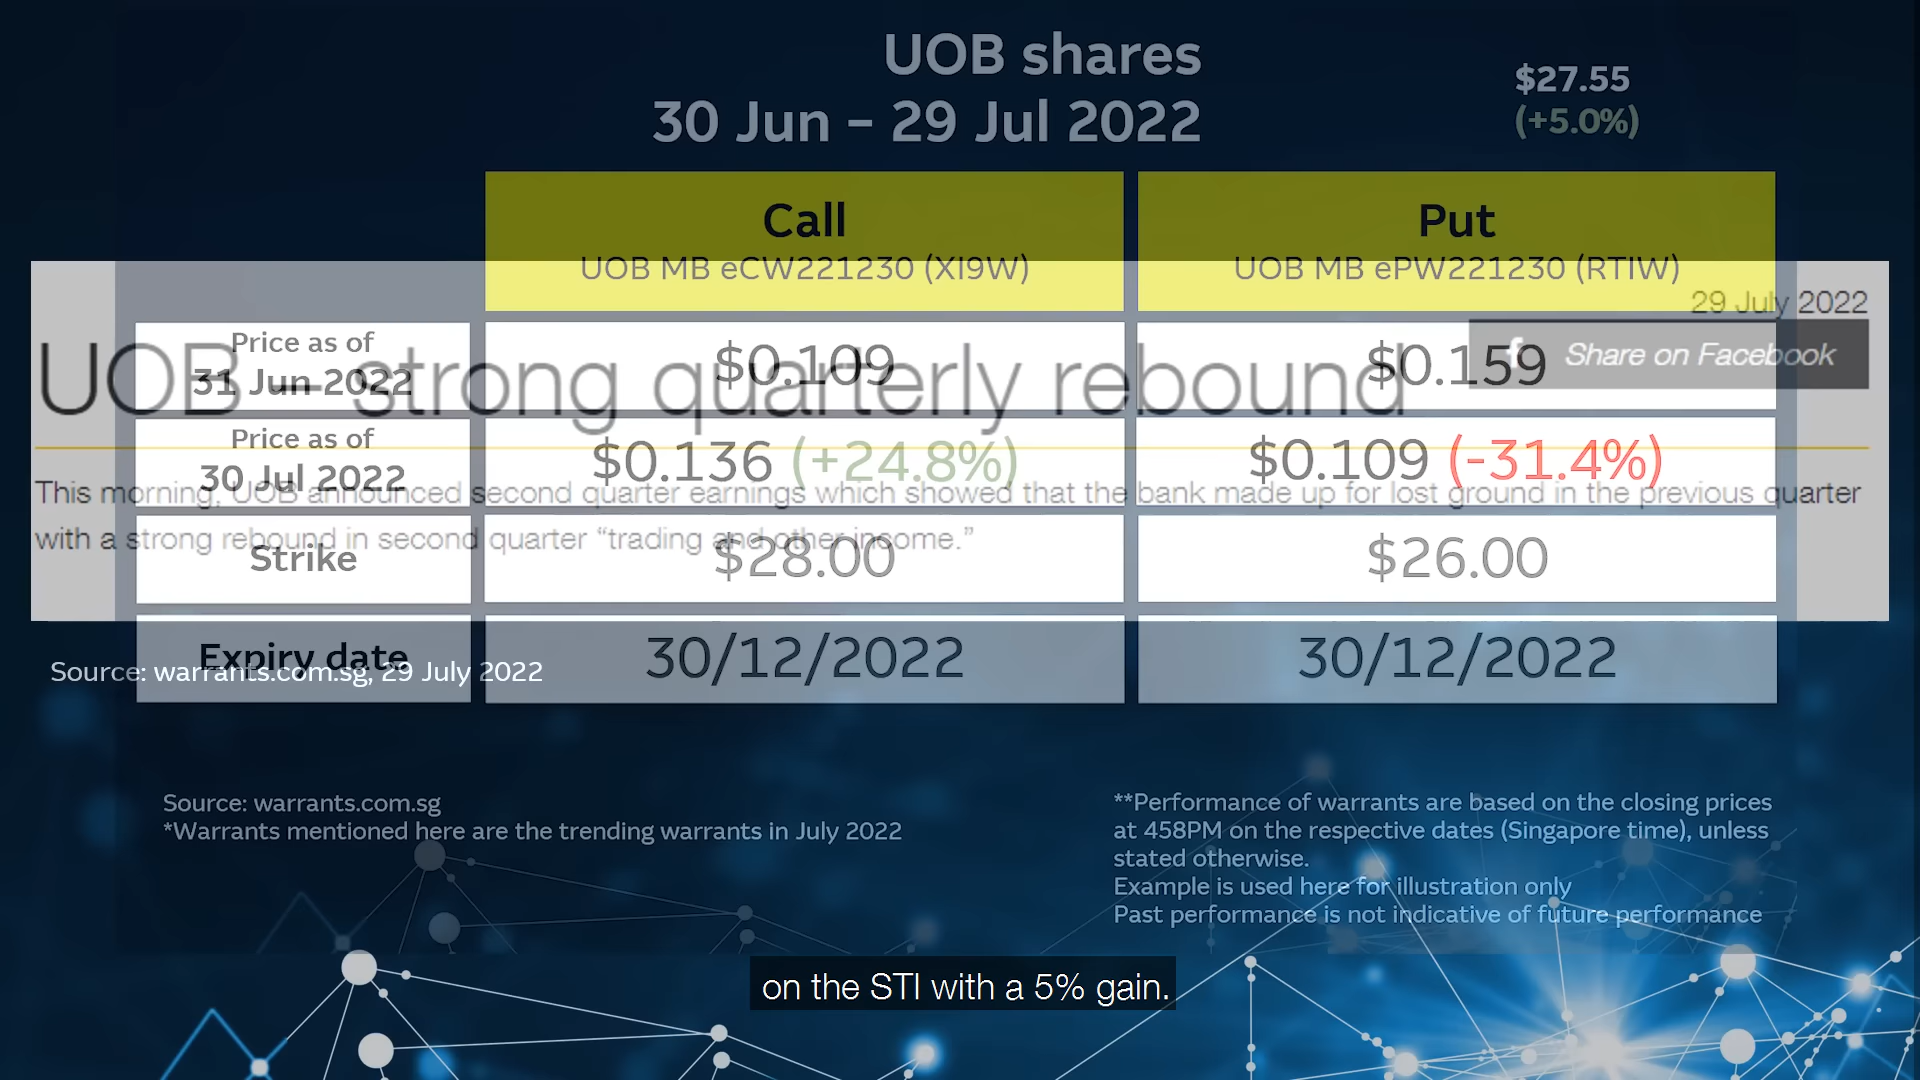 UOB shares
30 Jun – 29 Jul 2022
$27.55
(+5.0%)
Call
UOB MB eCW221230 (XI9W)
Put
UOB MB ePW221230 (RTIW)
29 July 2022
Share on Facebook
UOB – strong quarterly rebound
Price as of
31 Jun 2022
$0.109
$0.159
Price as of
30 Jul 2022
$0.136 (+24.8%)
$0.109 (-31.4%)
This morning, UOB announced second quarter earnings which showed that the bank made up for lost ground in the previous quarter
with a strong rebound in second quarter “trading and other income.”
Strike
$28.00
$26.00
Expiry date
30/12/2022
30/12/2022
Source: warrants.com.sg, 29 July 2022
Source: warrants.com.sg
*Warrants mentioned here are the trending warrants in July 2022
**Performance of warrants are based on the closing prices
at 458PM on the respective dates (Singapore time), unless
stated otherwise.
Example is used here for illustration only
Past performance is not indicative of future performance
on the STI with a 5% gain.